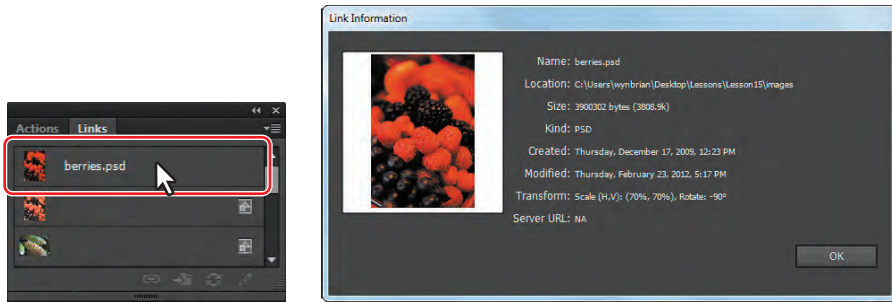 Actions Links
berries.psd
Link Information
Name: berries.psd
Location: C:\Users\wynbrian\Desktop\Lessons\Lesson15\images
Size: 3900302 bytes (3808.9k)
Kind: PSD
Created: Thursday, December 17, 2009, 12:23 PM
Modified: Thursday, February 23, 2012, 5:17 PM
Transform: Scale (H,V): (70%, 70%), Rotate: -90º
Server URL: NA
OK